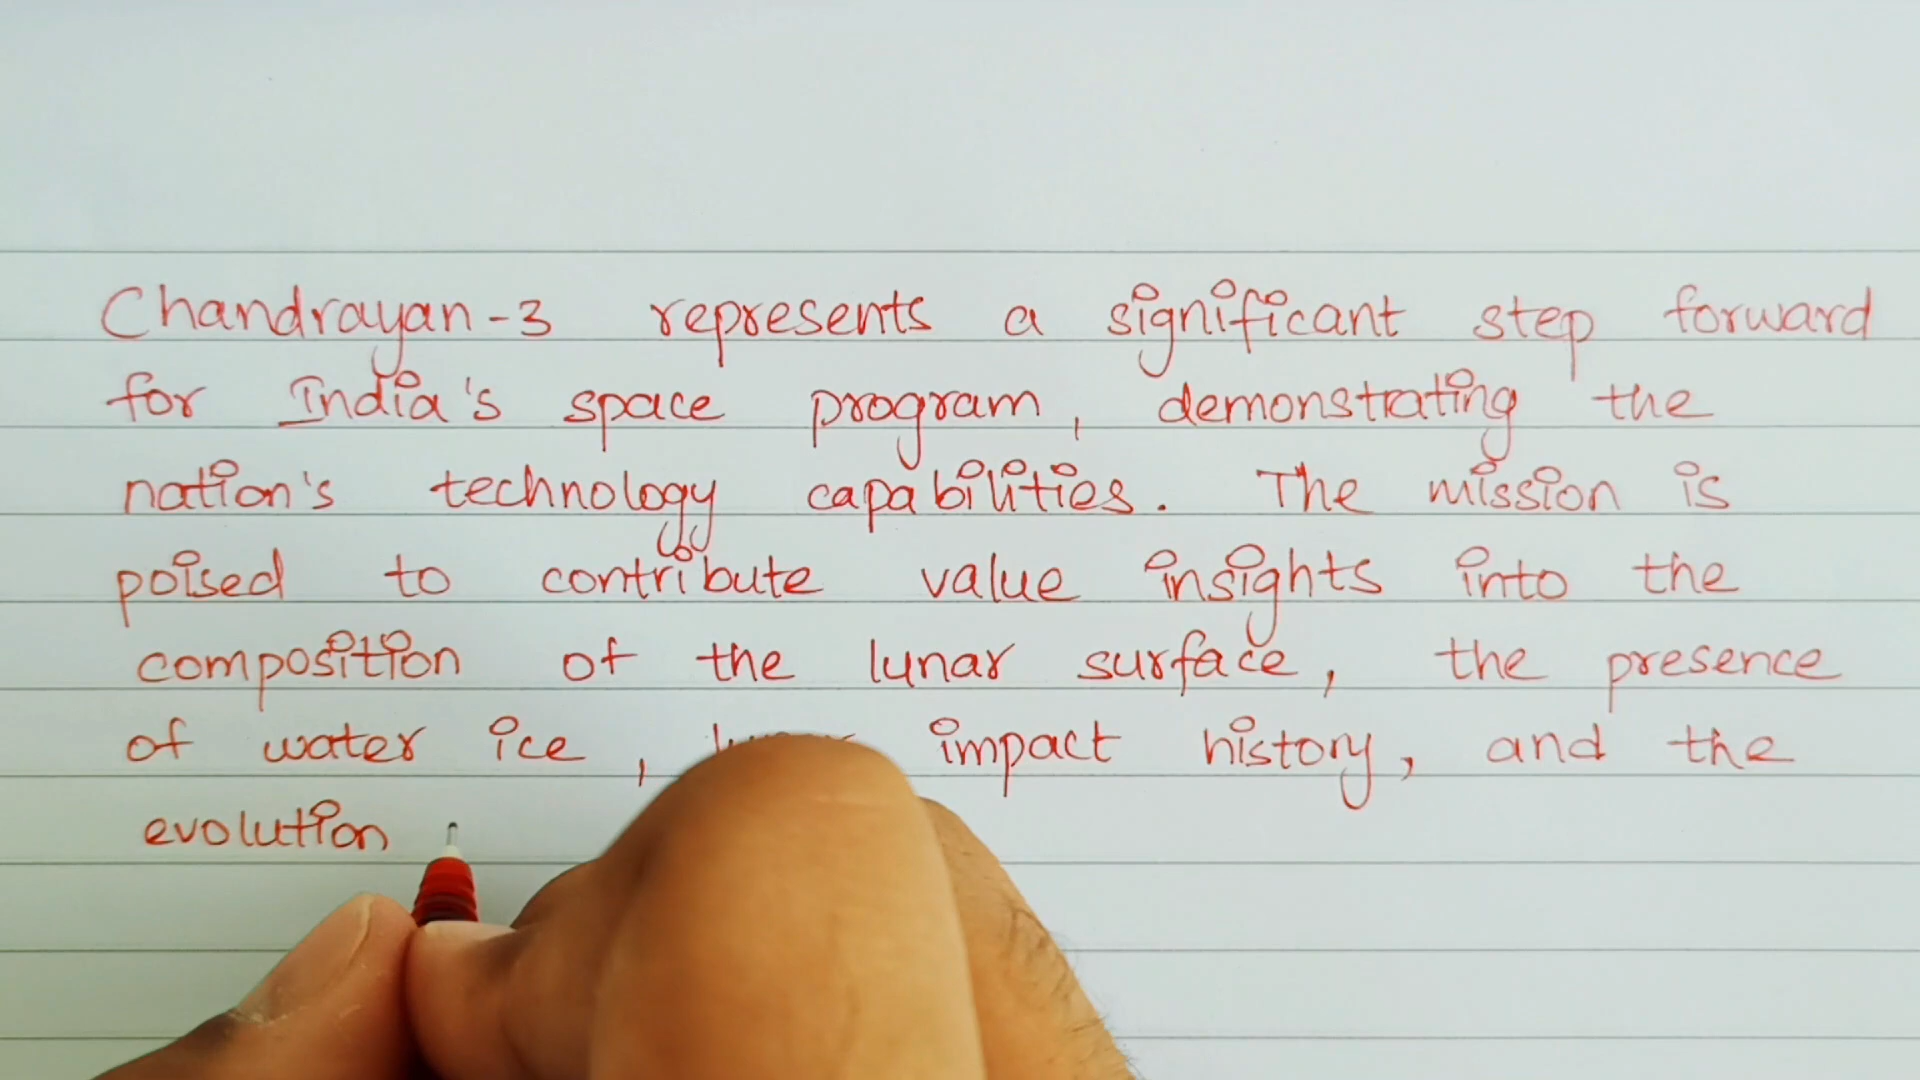 Chandrayan-3 represents a significant step forward
for India's space program, demonstrating the
nation's technology capabilities. The mission is
poised to contribute value insights into the
composition of the lunar surface, the presence
of water ice, impact history, and the
evolution